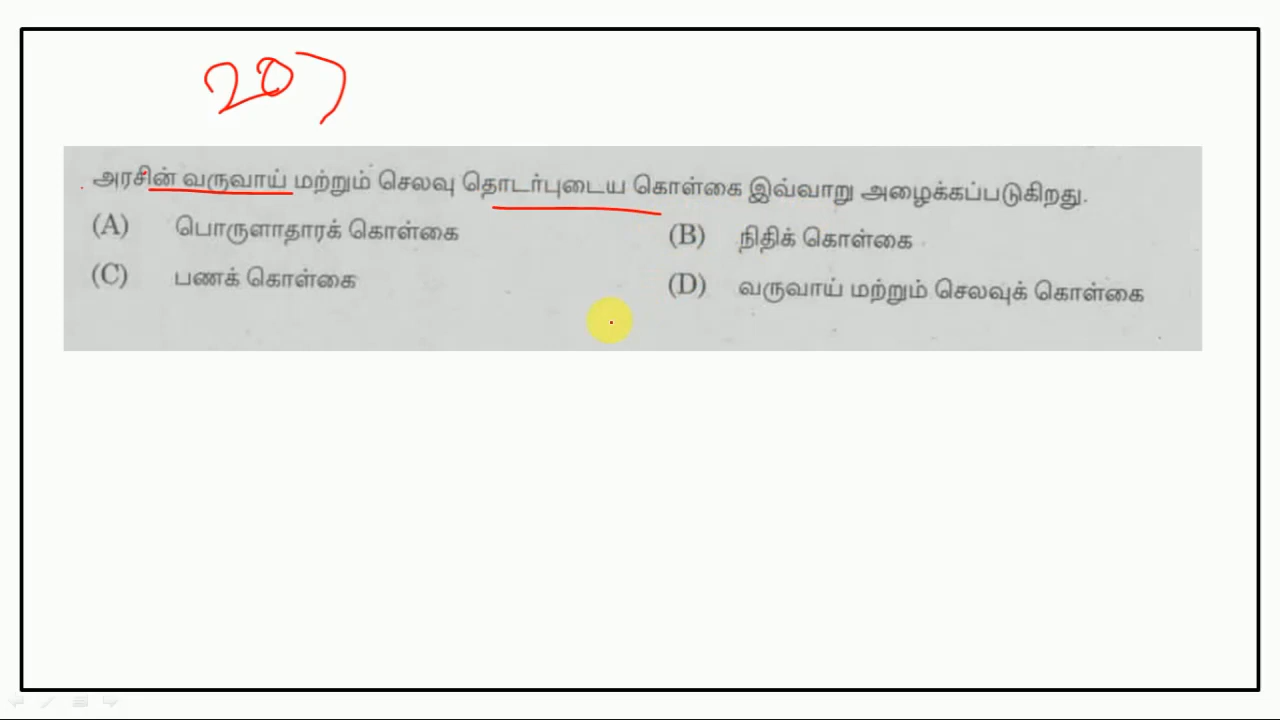 207
அரசின் வருவாய் மற்றும் செலவு தொடர்புடைய கொள்கை இவ்வாறு அழைக்கப்படுகிறது.
(A) பொருளாதாரக் கொள்கை (B) நிதிக் கொள்கை
(C) பணக் கொள்கை (D) வருவாய் மற்றும் செலவுக் கொள்கை